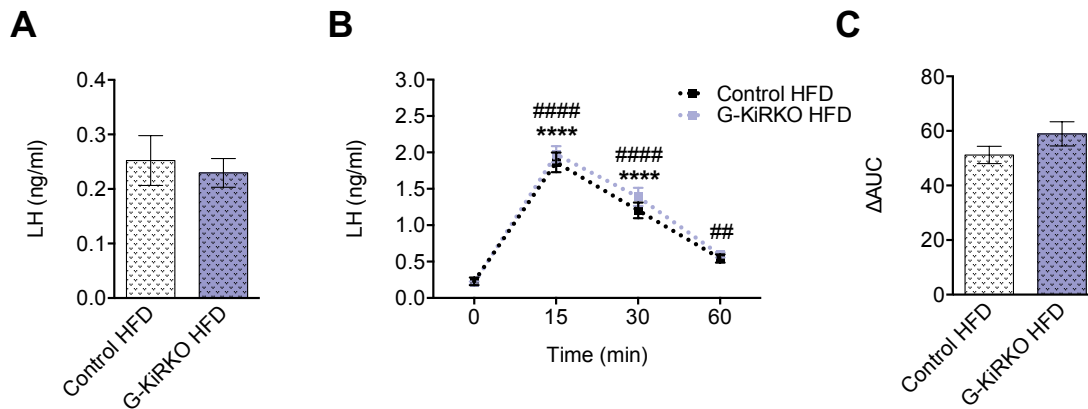 A
LH (ng/ml)
0.4
0.3
0.2
0.1
0.0
Control HFD
G-KiRKO HFD
B
LH (ng/ml)
3.0
2.5
2.0
1.5
1.0
0.5
0.0
####
****
####
****
##
Control HFD
G-KiRKO HFD
0 15 30 60
Time (min)
C
ΔAUC
80
60
40
20
0
Control HFD
G-KiRKO HFD